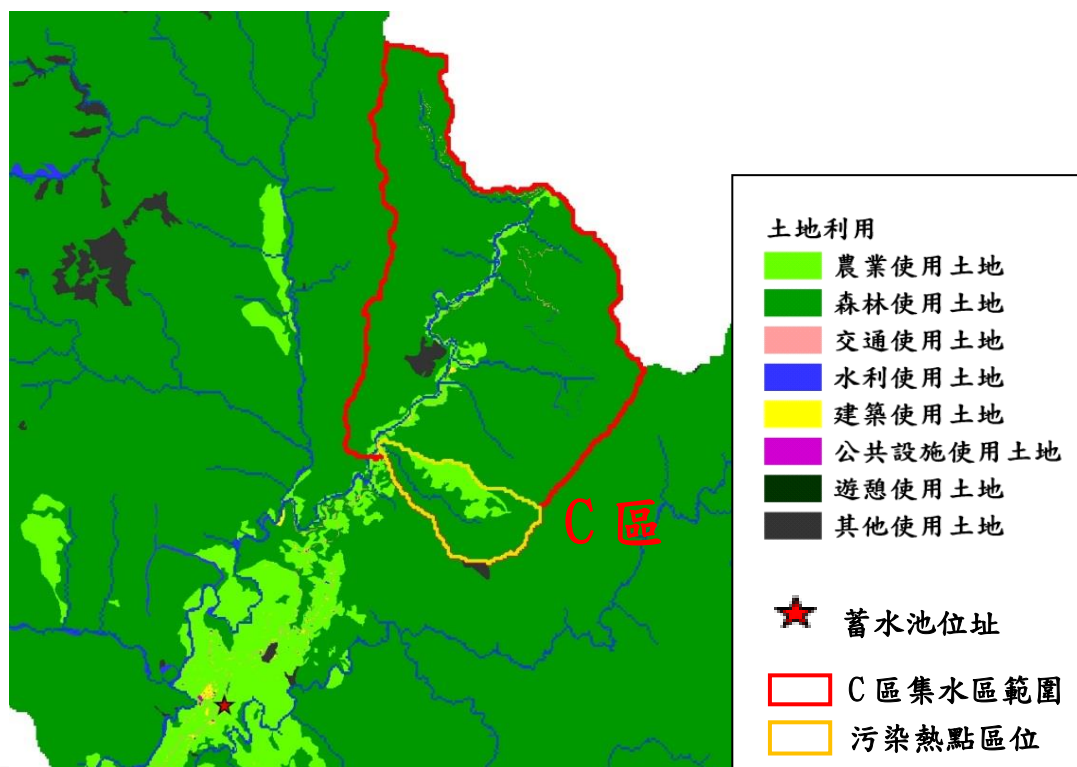 C區
土地利用
農業使用土地
森林使用土地
交通使用土地
水利使用土地
建築使用土地
公共設施使用土地
遊憩使用土地
其他使用土地
蓄水池位址
C區集水區範圍
污染熱點區位